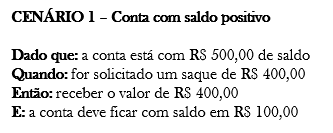 CENÁRIO 1 – Conta com saldo positivo
Dado que: a conta está com R$ 500,00 de saldo
Quando: for solicitado um saque de R$ 400,00
Então: receber o valor de R$ 400,00
E: a conta deve ficar com saldo em R$ 100,00